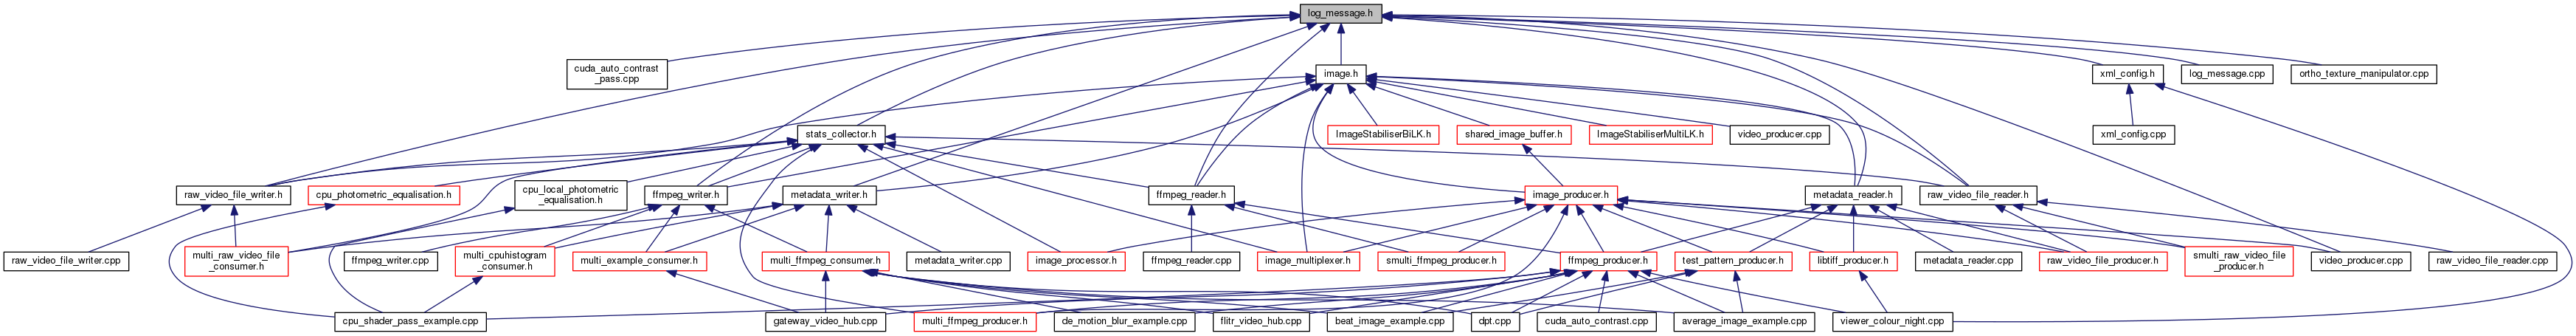 log_message.h
cuda_auto_contrast
_pass.cpp
image.h
xml_config.h
log_message.cpp
ortho_texture_manipulator.cpp
stats_collector.h
ImageStabiliserBiLK.h
shared_image_buffer.h
ImageStabiliserMultiLK.h
video_producer.cpp
xml_config.cpp
raw_video_file_writer.h
cpu_photometric_equalisation.h
cpu_local_photometric
_equalisation.h
ffmpeg_writer.h
metadata_writer.h
ffmpeg_reader.h
image_producer.h
metadata_reader.h
raw_video_file_reader.h
raw_video_file_writer.cpp
multi_raw_video_file
_consumer.h
ffmpeg_writer.cpp
multi_cpuhistogram
_consumer.h
multi_example_consumer.h
multi_ffmpeg_consumer.h
metadata_writer.cpp
image_processor.h
ffmpeg_reader.cpp
image_multiplexer.h
smulti_ffmpeg_producer.h
ffmpeg_producer.h
test_pattern_producer.h
libtiff_producer.h
metadata_reader.cpp
raw_video_file_producer.h
smulti_raw_video_file
_producer.h
video_producer.cpp
raw_video_file_reader.cpp
cpu_shader_pass_example.cpp
gateway_video_hub.cpp
multi_ffmpeg_producer.h
de_motion_blur_example.cpp
flitr_video_hub.cpp
beat_image_example.cpp
dpt.cpp
cuda_auto_contrast.cpp
average_image_example.cpp
viewer_colour_night.cpp